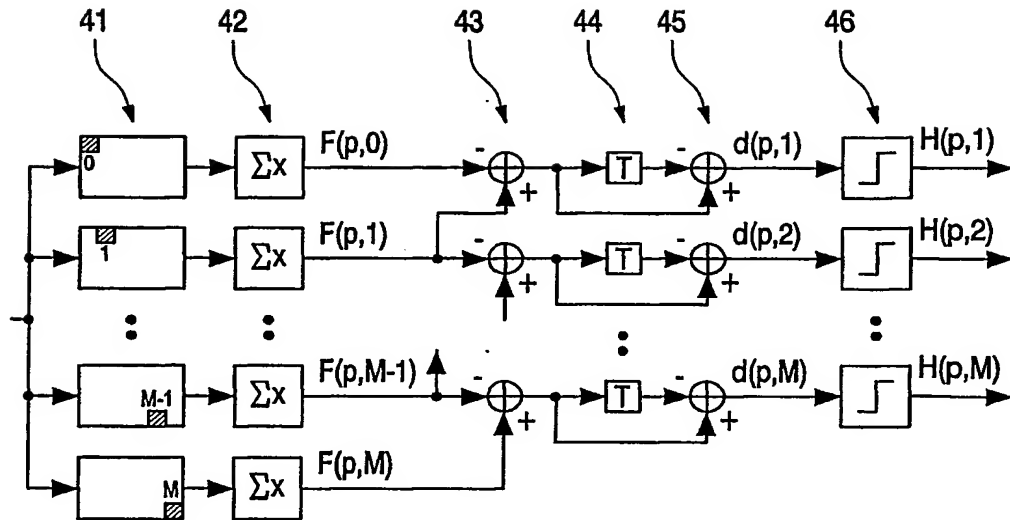 41 42 43 44 45 46
0 Σx F(p,0) - + T - + d(p,1) H(p,1)
1 Σx F(p,1) - + T - + d(p,2) H(p,2)
M-1 Σx F(p,M-1) - + T - + d(p,M) H(p,M)
M Σx F(p,M)